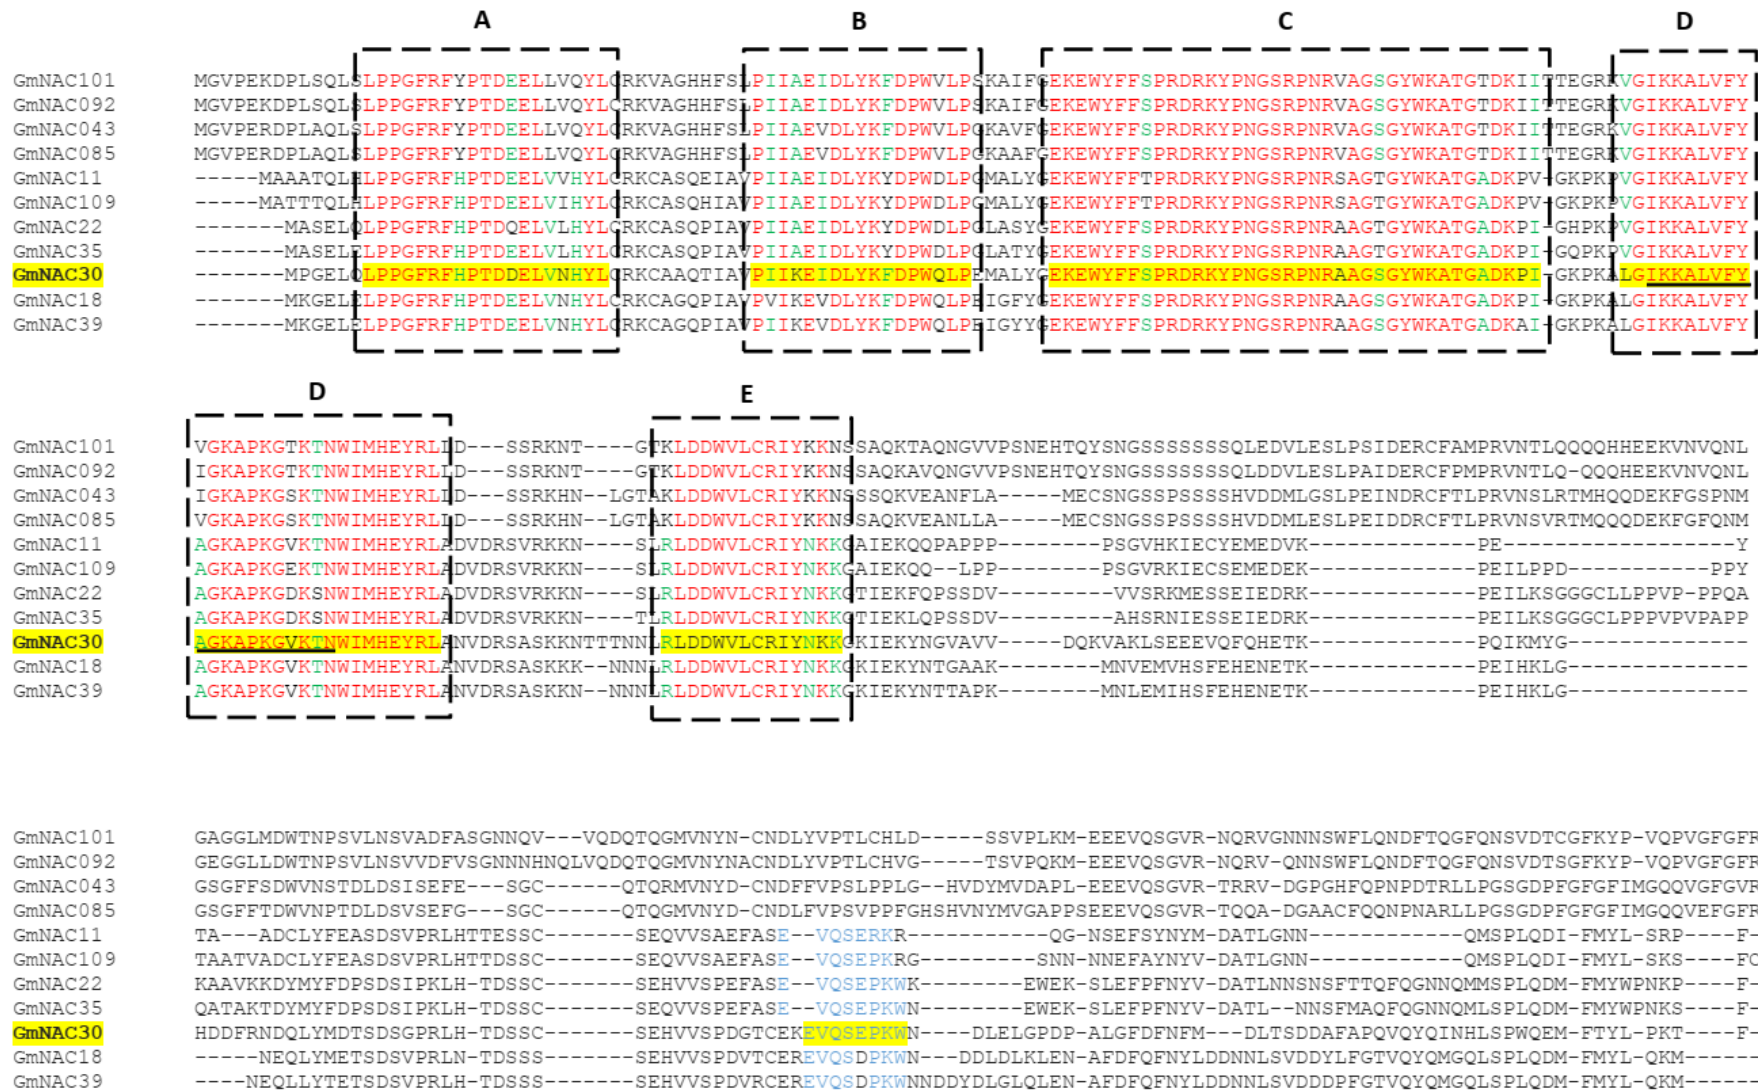 A B C D
GmNAC101 MGVPEKDPLSQLSLPPGFRFYPTDEELLVQYLCRKVAGHHFSLPIIAEIDLYKFDPWVLPSKAIFGEKEWYFFSPRDRKYPNGSRPNRVAGSGYWKATGTDKIITTEGRKVGIKKALVFY
GmNAC092 MGVPEKDPLSQLSLPPGFRFYPTDEELLVQYLCRKVAGHHFSLPIIAEIDLYKFDPWVLPSKAIFGEKEWYFFSPRDRKYPNGSRPNRVAGSGYWKATGTDKIITTEGRKVGIKKALVFY
GmNAC043 MGVPERDPLAQLSLPPGFRFYPTDEELLVQYLCRKVAGHHFSLPIIAEVDLYKFDPWVLPGKAVFGEKEWYFFSPRDRKYPNGSRPNRVAGSGYWKATGTDKIITTEGRKVGIKKALVFY
GmNAC085 MGVPERDPLAQLSLPPGFRFYPTDEELLVQYLCRKVAGHHFSLPIIAEVDLYKFDPWVLPGKAAFGEKEWYFFSPRDRKYPNGSRPNRVAGSGYWKATGTDKIITTEGRKVGIKKALVFY
GmNAC11 -----MAAATQLHLPPGFRFHPTDEELVVHYLCRKCASQEIAVPIIAEIDLYKYDPWDLPGMALYGEKEWYFFTPRDRKYPNGSRPNRSAGTGYWKATGADKPV-GKPKPVGIKKALVFY
GmNAC109 -----MATTTQLHLPPGFRFHPTDEELVIHYLCRKCASQHIAVPIIAEIDLYKYDPWDLPGMALYGEKEWYFFTPRDRKYPNGSRPNRSAGTGYWKATGADKPV-GKPKPVGIKKALVFY
GmNAC22 -------MASELQLPPGFRFHPTDQELVLHYLCRKCASQPIAVPIIAEIDLYKYDPWDLPGLASYGEKEWYFFSPRDRKYPNGSRPNRAAGTGYWKATGADKPI-GHPKPVGIKKALVFY
GmNAC35 -------MASELELPPGFRFHPTDEELVLHYLCRKCASQPIAVPIIAEIDLYKYDPWDLPGLATYGEKEWYFFSPRDRKYPNGSRPNRAAGTGYWKATGADKPI-GQPKPVGIKKALVFY
GmNAC30 -------MPGELQLPPGFRFHPTDDELVNHYLCRKCAAQTIAVPIIKEIDLYKFDPWQLPEMALYGEKEWYFFSPRDRKYPNGSRPNRAAGSGYWKATGADKPI-GKPKALGIKKALVFY
GmNAC18 -------MKGELELPPGFRFHPTDEELVNHYLCRKCAGQPIAVPVIKEVDLYKFDPWQLPEIGFYGEKEWYFFSPRDRKYPNGSRPNRAAGSGYWKATGADKPI-GKPKALGIKKALVFY
GmNAC39 -------MKGELELPPGFRFHPTDEELVNHYLCRKCAGQPIAVPIIKEVDLYKFDPWQLPEIGYYGEKEWYFFSPRDRKYPNGSRPNRAAGSGYWKATGADKAI-GKPKALGIKKALVFY
D E
GmNAC101 VGKAPKGTKTNWIMHEYRLLD---SSRKNT----GTKLDDWVLCRIYKKNSSAQKTAQNGVVPSNEHTQYSNGSSSSSSSQLEDVLESLPSIDERCFAMPRVNTLQQQQHHEEKVNVQNL
GmNAC092 IGKAPKGTKTNWIMHEYRLLD---SSRKNT----GTKLDDWVLCRIYKKNSSAQKAVQNGVVPSNEHTQYSNGSSSSSSSQLDDVLESLPAIDERCFPMPRVNTLQ-QQQHEEKVNVQNL
GmNAC043 IGKAPKGSKTNWIMHEYRLLD---SSRKHN--LGTAKLDDWVLCRIYKKNSSSQKVEANFLA-----MECSNGSSPSSSSHVDDMLGSLPEINDRCFTLPRVNSLRTMHQQDEKFGSPNM
GmNAC085 VGKAPKGSKTNWIMHEYRLLD---SSRKHN--LGTAKLDDWVLCRIYKKNSSAQKVEANLLA-----MECSNGSSPSSSSHVDDMLESLPEIDDRCFTLPRVNSVRTMQQQDEKFGFQNM
GmNAC11 AGKAPKGVKTNWIMHEYRLADVDRSVRKKN----SLRLDDWVLCRIYNKKGAIEKQQPAPPP-------PSGVHKIECYEMEDVK-----------PE-----------------Y
GmNAC109 AGKAPKGEKTNWIMHEYRLADVDRSVRKKN----SLRLDDWVLCRIYNKKGAIEKQQ--LPP-------PSGVRKIECSEMEDEK-----------PEILPPD-----------PPY
GmNAC22 AGKAPKGDKSNWIMHEYRLADVDRSVRKKN----SLRLDDWVLCRIYNKKGTIEKFQPSSDV--------VVSRKMESSEIEDRK-----------PEILKSGGGCLLPPVP-PPQA
GmNAC35 AGKAPKGDKSNWIMHEYRLADVDRSVRKKN----TLRLDDWVLCRIYNKKGTIEKLQPSSDV--------AHSRNIESSEIEDRK-----------PEILKSGGGCLPPPVPVPAPP
GmNAC30 AGKAPKGVKTNWIMHEYRLANVDRSASKKNTTTNNLRLDDWVLCRIYNKKGKIEKYNGVAVV----DQKVAKLSEEEVQFQHETK-----------PQIKMYG--------------
GmNAC18 AGKAPKGVKTNWIMHEYRLANVDRSASKKK--NNNLRLDDWVLCRIYNKKGKIEKYNTGAAK-------MNVEMVHSFEHENETK-----------PEIHKLG--------------
GmNAC39 AGKAPKGVKTNWIMHEYRLANVDRSASKKN--NNNLRLDDWVLCRIYNKKGKIEKYNTTAPK-------MNLEMIHSFEHENETK-----------PEIHKLG--------------
GmNAC101 GAGGLMDWTNPSVLNSVADFASGNNQV---VQDQTQGMVNYN-CNDLYVPTLCHLD-----SSVPLKM-EEEVQSGVR-NQRVGNNNSWFLQNDFTQGFQNSVDTCGFKYP-VQPVGFGFR
GmNAC092 GEGGLLDWTNPSVLNSVVDFVSGNNNHNQLVQDQTQGMVNYNACNDLYVPTLCHVG-----TSVPQKM-EEEVQSGVR-NQRV-QNNSWFLQNDFTQGFQNSVDTSGFKYP-VQPVGFGFR
GmNAC043 GSGFFSDWVNSTDLDSISEFE---SGC------QTQRMVNYD-CNDFFVPSLPPLG--HVDYMVDAPL-EEEVQSGVR-TRRV-DGPGHFQPNPDTRLLPGSGDPFGFGFIMGQQVGFGVR
GmNAC085 GSGFFTDWVNPTDLDSVSEFG---SGC------QTQGMVNYD-CNDLFVPSVPPFGHSHVNYMVGAPPSEEEVQSGVR-TQQA-DGAACFQQNPNARLLPGSGDPFGFGFIMGQQVEFGFR
GmNAC11 TA---ADCLYFEASDSVPRLHTTESSC------SEQVVSAEFASE--VQSERKR-----------QG-NSEFSYNYM-DATLGNN------------QMSPLQDI-FMYL-SRP----F-
GmNAC109 TAATVADCLYFEASDSVPRLHTTDSSC------SEQVVSAEFASE--VQSEPKRG----------SNN-NNEFAYNYV-DATLGNN------------QMSPLQDI-FMYL-SKS----FC
GmNAC22 KAAVKKDYMYFDPSDSIPKLH-TDSSC------SEHVVSPEFASE--VQSEPKWK--------EWEK-SLEFPFNYV-DATLNNSNSFTTQFQGNNQMMSPLQDM-FMYWPNKP----F-
GmNAC35 QATAKTDYMYFDPSDSIPKLH-TDSSC------SEQVVSPEFASE--VQSEPKWN--------EWEK-SLEFPFNYV-DATL--NNSFMAQFQGNNQMLSPLQDM-FMYWPNKS----F-
GmNAC30 HDDFRNDQLYMDTSDSGPRLH-TDSSC------SEHVVSPDGTCEKEVQSEPKWN----DLELGPDP-ALGFDFNFM---DLTSDDAFAPQVQYQINHLSPWQEM-FTYL-PKT----F-
GmNAC18 -----NEQLYMETSDSVPRLN-TDSSS------SEHVVSPDVTCEREVQSDPKWN----DDLDLKLEN-AFDFQFNYLDDNNLSVDDYLFGTVQYQMGQLSPLQDM-FMYL-QKM-----
GmNAC39 ----NEQLLYTETSDSVPRLH-TDSSS------SEHVVSPDVRCEREVQSDPKWNNDDYDLGLQLEN-AFDFQFNYLDDNNLSVDDDPFGTVQYQMGQLSPLQDM-FMYL-QKM-----